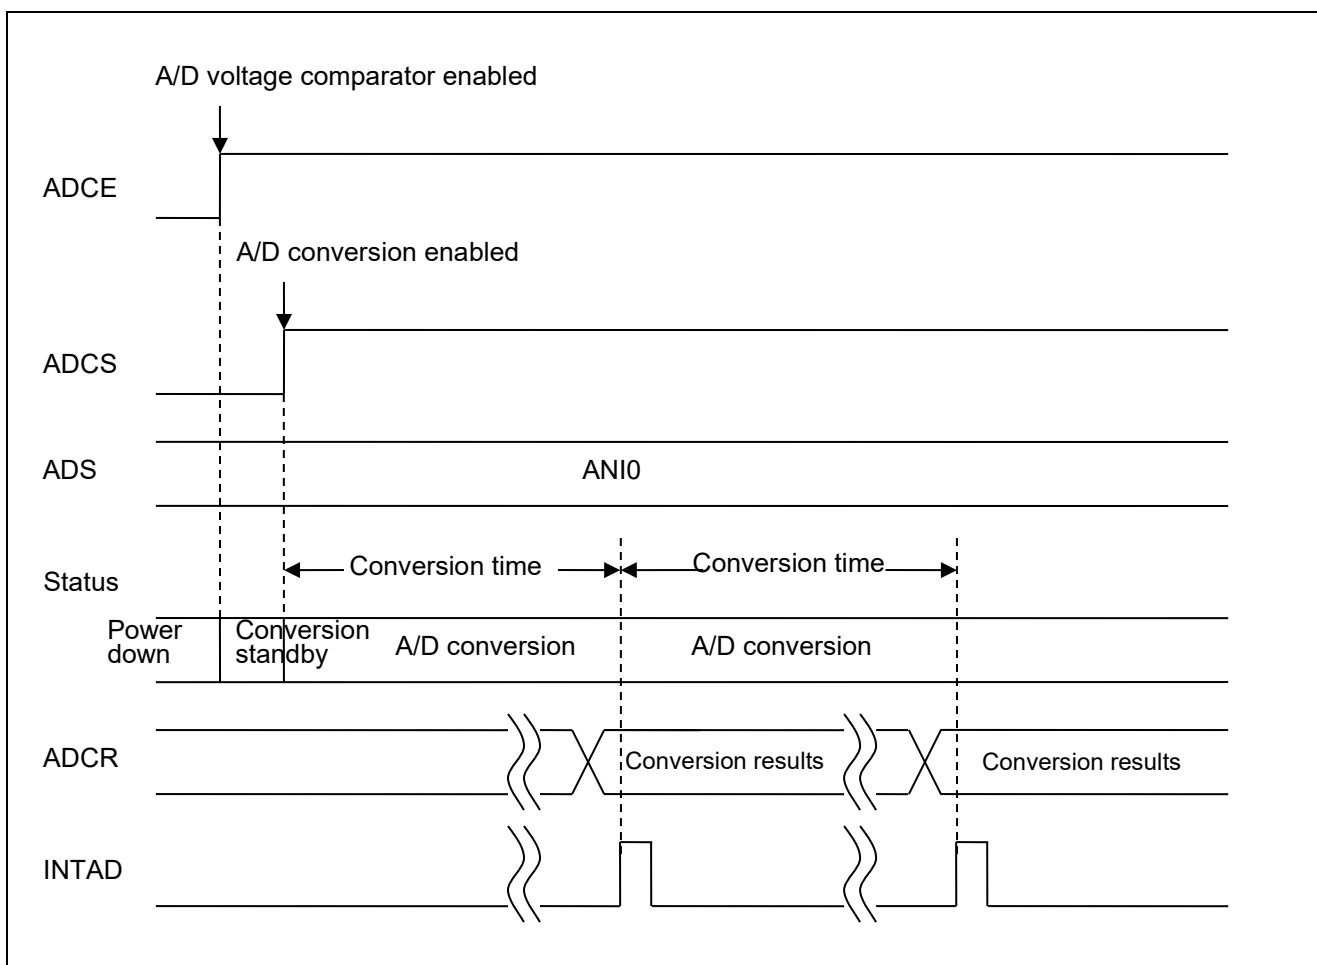 A/D voltage comparator enabled
ADCE
A/D conversion enabled
ADCS
ADS
ANI0
Conversion time
Conversion time
Status
Power
down
Conversion
standby
A/D conversion
A/D conversion
ADCR
Conversion results
Conversion results
INTAD